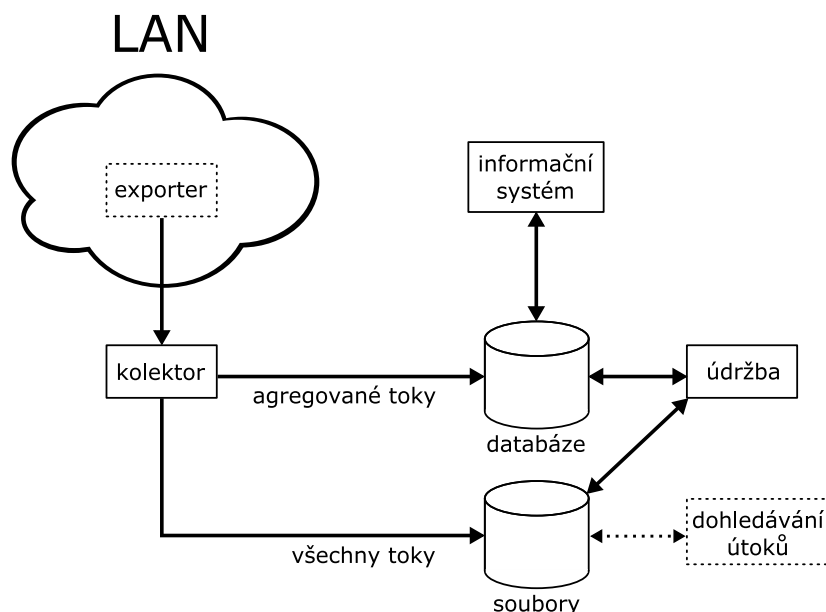 LAN
exporter
informační
systém
kolektor
agregované toky
údržba
databáze
všechny toky
dohledávání
útoků
soubory